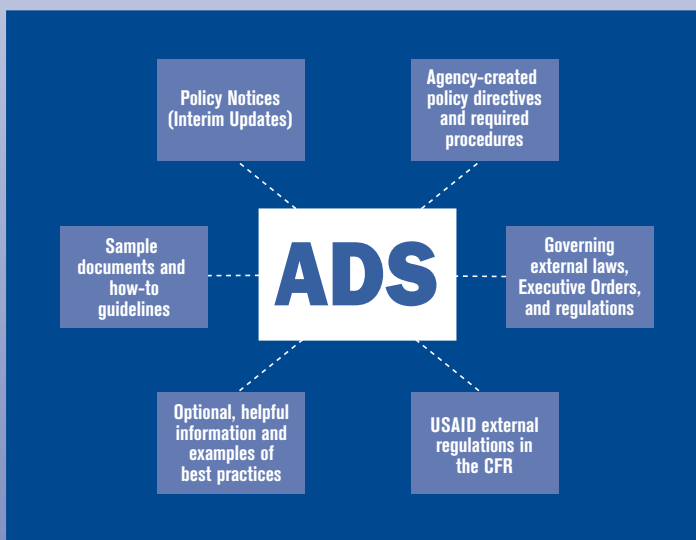 Policy Notices
(Interim Updates)
Agency-created
policy directives
and required
procedures
Sample
documents and
how-to
guidelines
ADS
Governing
external laws,
Executive Orders,
and regulations
Optional, helpful
information and
examples of
best practices
USAID external
regulations in
the CFR